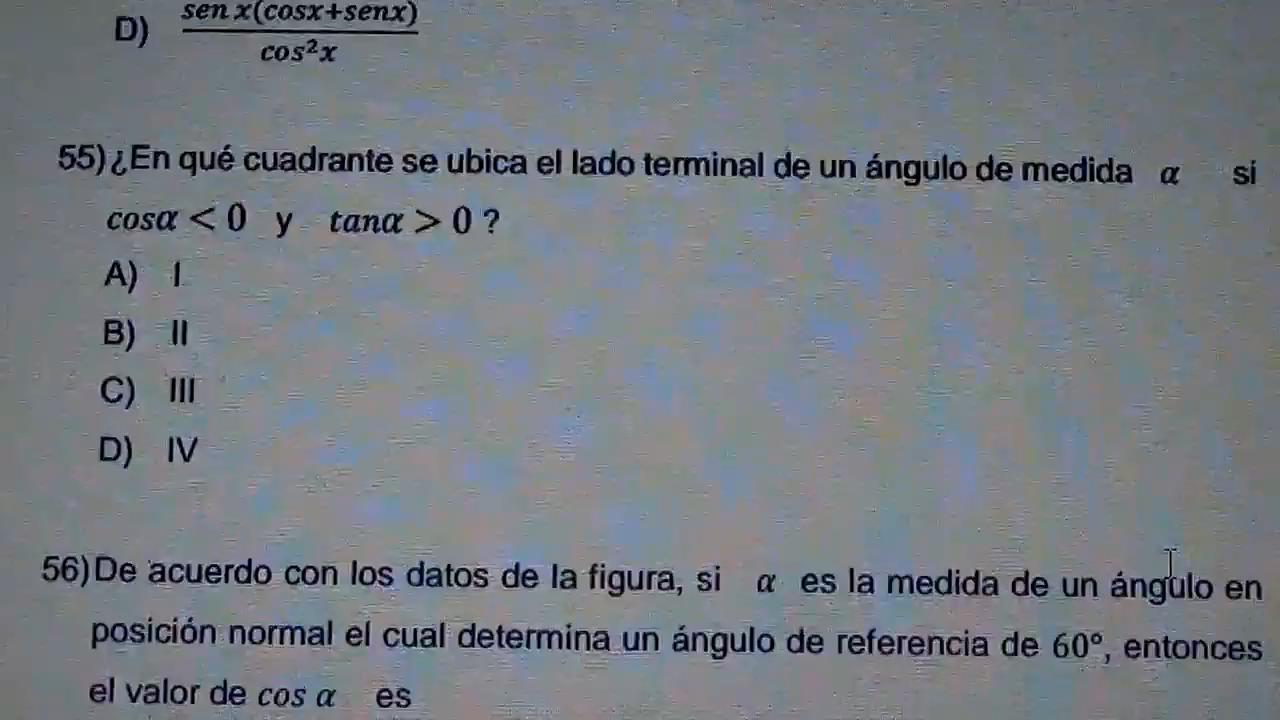 D) sen x(cosx+senx)
cos²x
55) ¿En qué cuadrante se ubica el lado terminal de un ángulo de medida α si
cosα < 0 y tanα > 0 ?
A) I
B) II
C) III
D) IV
56) De acuerdo con los datos de la figura, si α es la medida de un ángulo en
posición normal el cual determina un ángulo de referencia de 60º, entonces
el valor de cos α es